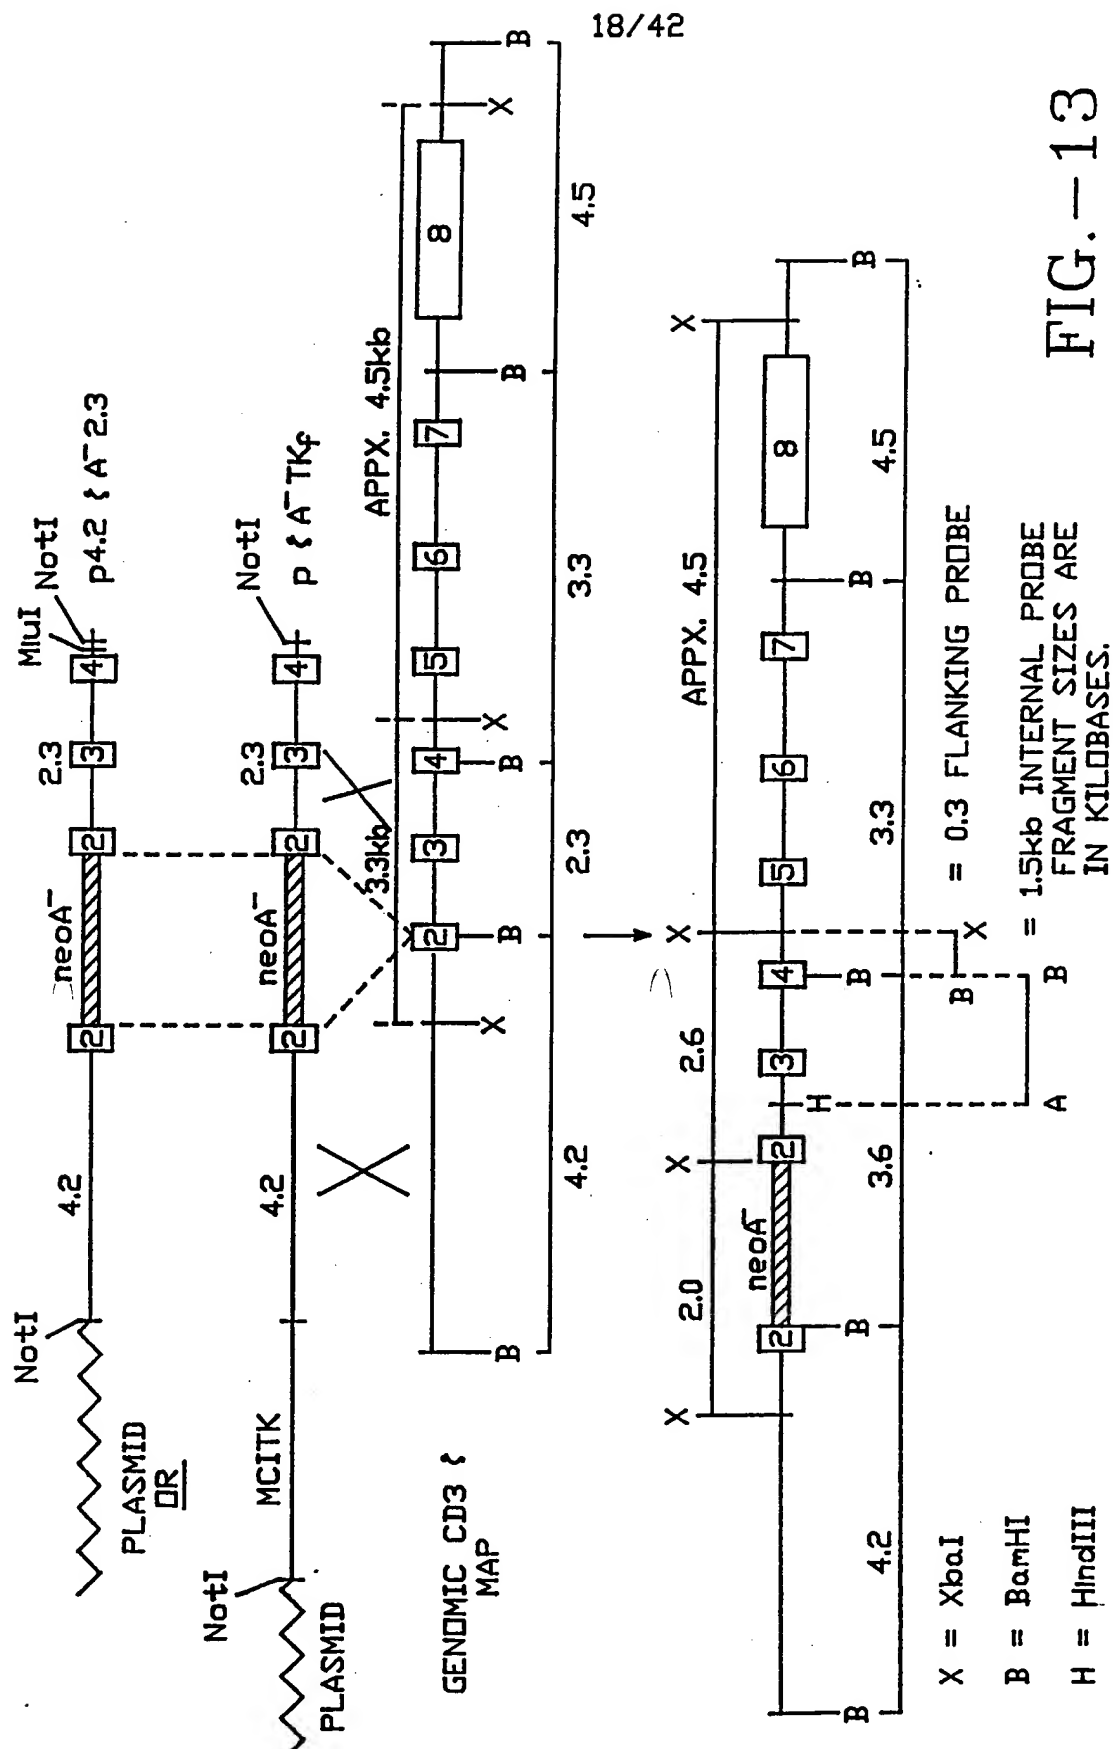 18/42
NotI
MluI
NotI
4.2
2
neoA⁻
2
2.3
3
4
p4.2 ξ A⁻ 2.3
PLASMID
OR
NotI
MCITK
4.2
2
neoA⁻
2
2.3
3
4
NotI
p ξ A⁻ TKf
PLASMID
3.3kb
APPX. 4.5kb
GENOMIC CD3 ξ
MAP
2
3
4
5
6
7
8
B
X
B
B
X
B
X
B
4.2
2.3
3.3
4.5
X
X
X
X
2.0
2.6
APPX. 4.5
2
neoA⁻
2
3
4
5
6
7
8
B
B
H
B
B
B
4.2
3.6
3.3
4.5
B
X
= 0.3 FLANKING PROBE
A
B
= 1.5kb INTERNAL PROBE
FRAGMENT SIZES ARE
IN KILOBASES.
X = XbaI
B = BamHI
H = HindIII
FIG.-13